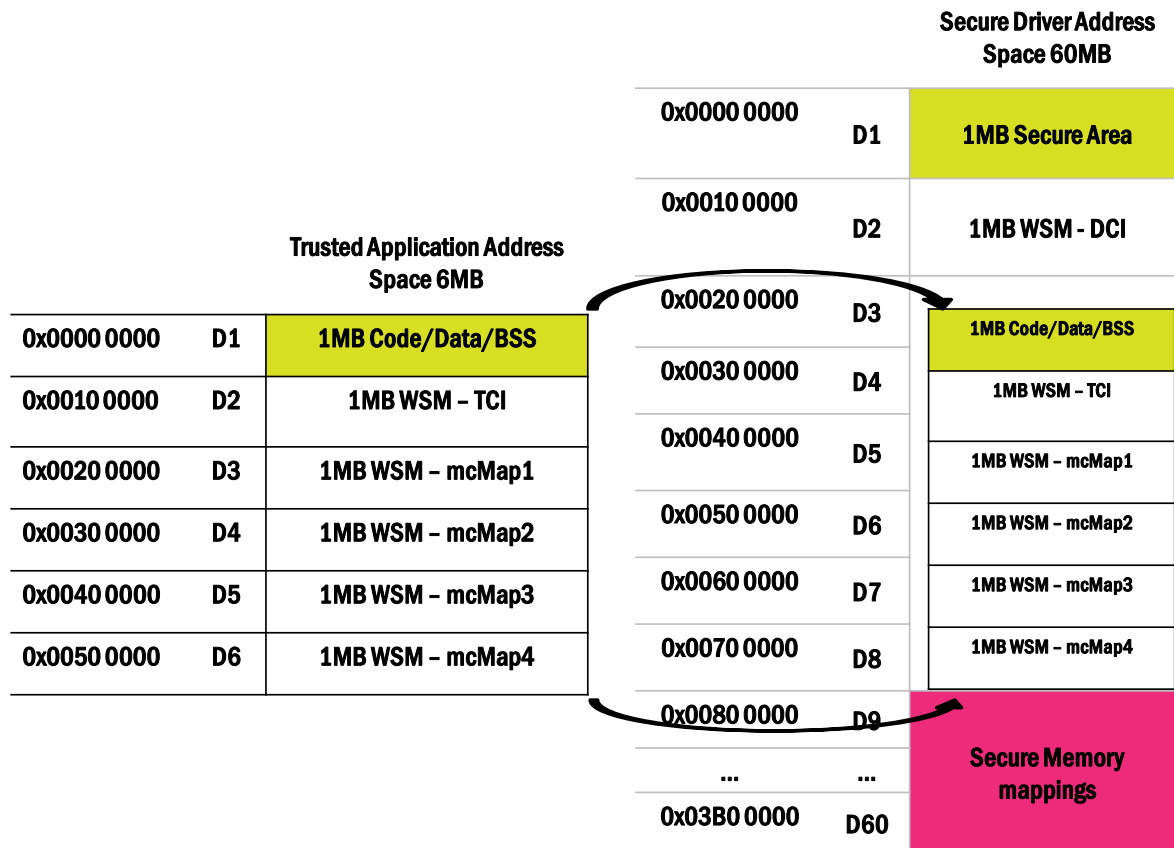 Secure Driver Address
Space 60MB
0x0000 0000
D1
1MB Secure Area
0x0010 0000
D2
1MB WSM - DCI
Trusted Application Address
Space 6MB
0x0000 0000 D1 1MB Code/Data/BSS
0x0010 0000 D2 1MB WSM – TCI
0x0020 0000 D3 1MB WSM – mcMap1
0x0030 0000 D4 1MB WSM – mcMap2
0x0040 0000 D5 1MB WSM – mcMap3
0x0050 0000 D6 1MB WSM – mcMap4
0x0020 0000
D3
1MB Code/Data/BSS
0x0030 0000
D4
1MB WSM – TCI
0x0040 0000
D5
1MB WSM – mcMap1
0x0050 0000
D6
1MB WSM – mcMap2
0x0060 0000
D7
1MB WSM – mcMap3
0x0070 0000
D8
1MB WSM – mcMap4
0x0080 0000
D9
... ...
0x03B0 0000
D60
Secure Memory
mappings